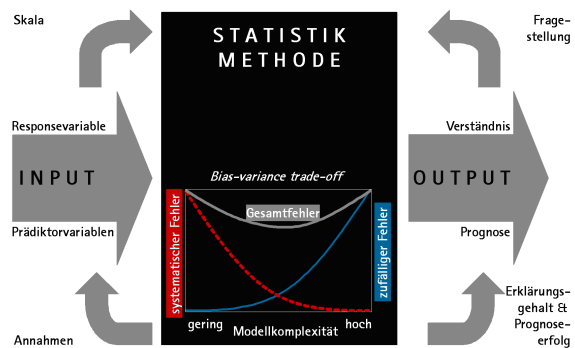 Skala
STATISTIK
METHODE
Frage-
stellung
Responsevariable
INPUT
Prädiktorvariablen
Verständnis
OUTPUT
Prognose
Bias-variance trade-off
Gesamtfehler
systematischer Fehler
zufälliger Fehler
gering
hoch
Modellkomplexität
Annahmen
Erklärungs-
gehalt &
Prognose-
erfolg